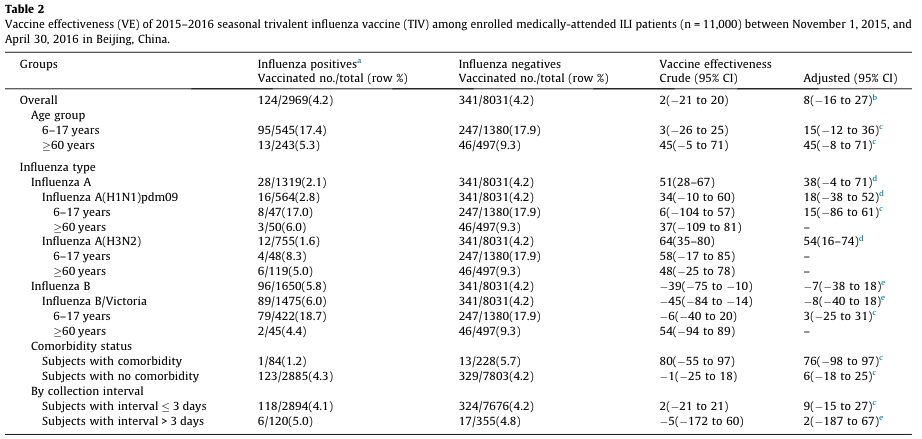 Table 2
Vaccine effectiveness (VE) of 2015–2016 seasonal trivalent influenza vaccine (TIV) among enrolled medically-attended ILI patients (n = 11,000) between November 1, 2015, and
April 30, 2016 in Beijing, China.
Groups Influenza positivesa Influenza negatives Vaccine effectiveness
Vaccinated no./total (row %) Vaccinated no./total (row %) Crude (95% CI) Adjusted (95% CI)
Overall 124/2969(4.2) 341/8031(4.2) 2(−21 to 20) 8(−16 to 27)b
Age group
6–17 years 95/545(17.4) 247/1380(17.9) 3(−26 to 25) 15(−12 to 36)c
≥60 years 13/243(5.3) 46/497(9.3) 45(−5 to 71) 45(−8 to 71)c
Influenza type
Influenza A 28/1319(2.1) 341/8031(4.2) 51(28–67) 38(−4 to 71)d
Influenza A(H1N1)pdm09 16/564(2.8) 341/8031(4.2) 34(−10 to 60) 18(−38 to 52)d
6–17 years 8/47(17.0) 247/1380(17.9) 6(−104 to 57) 15(−86 to 61)c
≥60 years 3/50(6.0) 46/497(9.3) 37(−109 to 81) –
Influenza A(H3N2) 12/755(1.6) 341/8031(4.2) 64(35–80) 54(16–74)d
6–17 years 4/48(8.3) 247/1380(17.9) 58(−17 to 85) –
≥60 years 6/119(5.0) 46/497(9.3) 48(−25 to 78) –
Influenza B 96/1650(5.8) 341/8031(4.2) −39(−75 to −10) −7(−38 to 18)e
Influenza B/Victoria 89/1475(6.0) 341/8031(4.2) −45(−84 to −14) −8(−40 to 18)e
6–17 years 79/422(18.7) 247/1380(17.9) −6(−40 to 20) 3(−25 to 31)c
≥60 years 2/45(4.4) 46/497(9.3) 54(−94 to 89) –
Comorbidity status
Subjects with comorbidity 1/84(1.2) 13/228(5.7) 80(−55 to 97) 76(−98 to 97)c
Subjects with no comorbidity 123/2885(4.3) 329/7803(4.2) −1(−25 to 18) 6(−18 to 25)c
By collection interval
Subjects with interval ≤ 3 days 118/2894(4.1) 324/7676(4.2) 2(−21 to 21) 9(−15 to 27)c
Subjects with interval > 3 days 6/120(5.0) 17/355(4.8) −5(−172 to 60) 2(−187 to 67)e